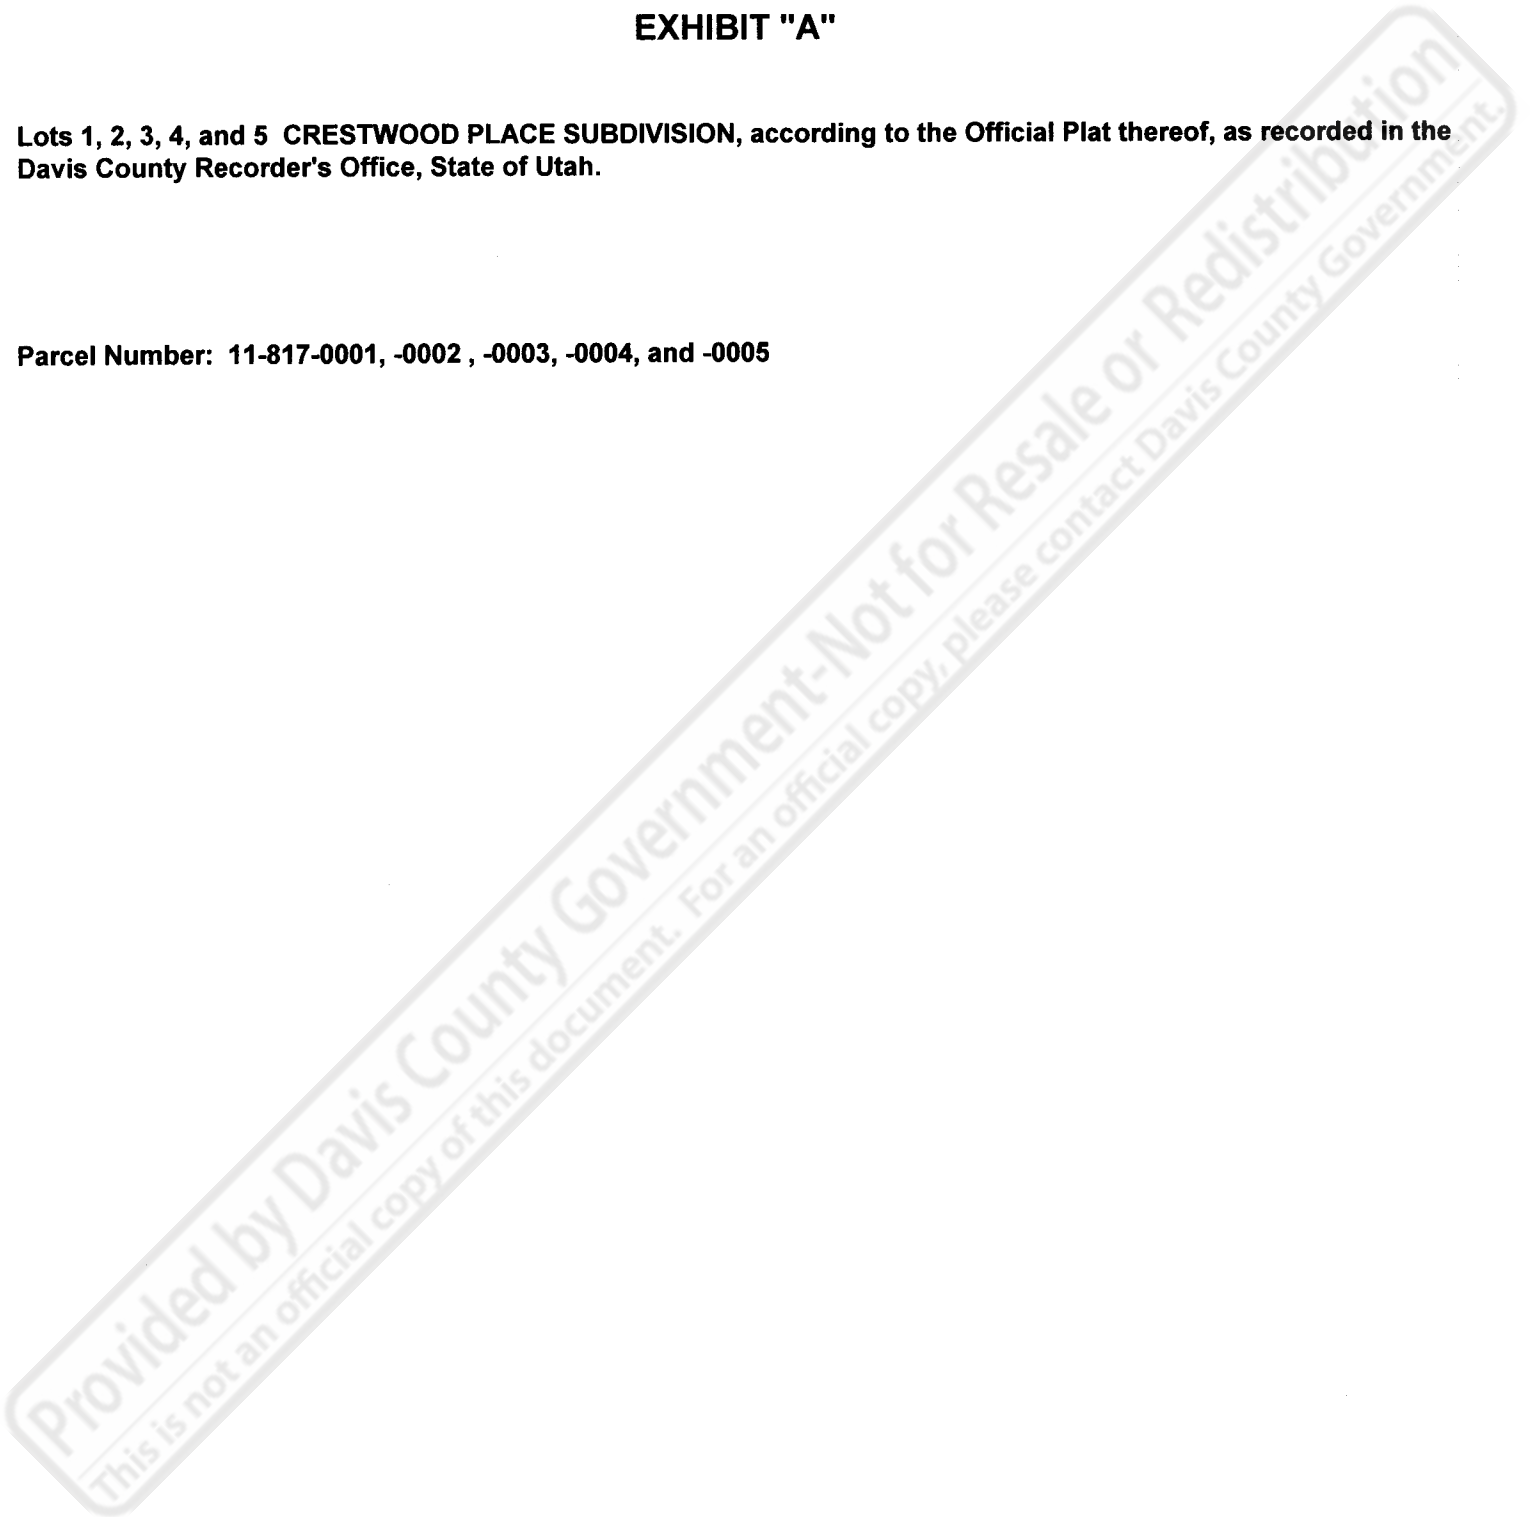 EXHIBIT "A"
Lots 1, 2, 3, 4, and 5  CRESTWOOD PLACE SUBDIVISION, according to the Official Plat thereof, as recorded in the
Davis County Recorder's Office, State of Utah.
Parcel Number:  11-817-0001, -0002 , -0003, -0004, and -0005
Provided by Davis County Government-Not for Resale or Redistribution
This is not an official copy of this document.  For an official copy, please contact Davis County Government.